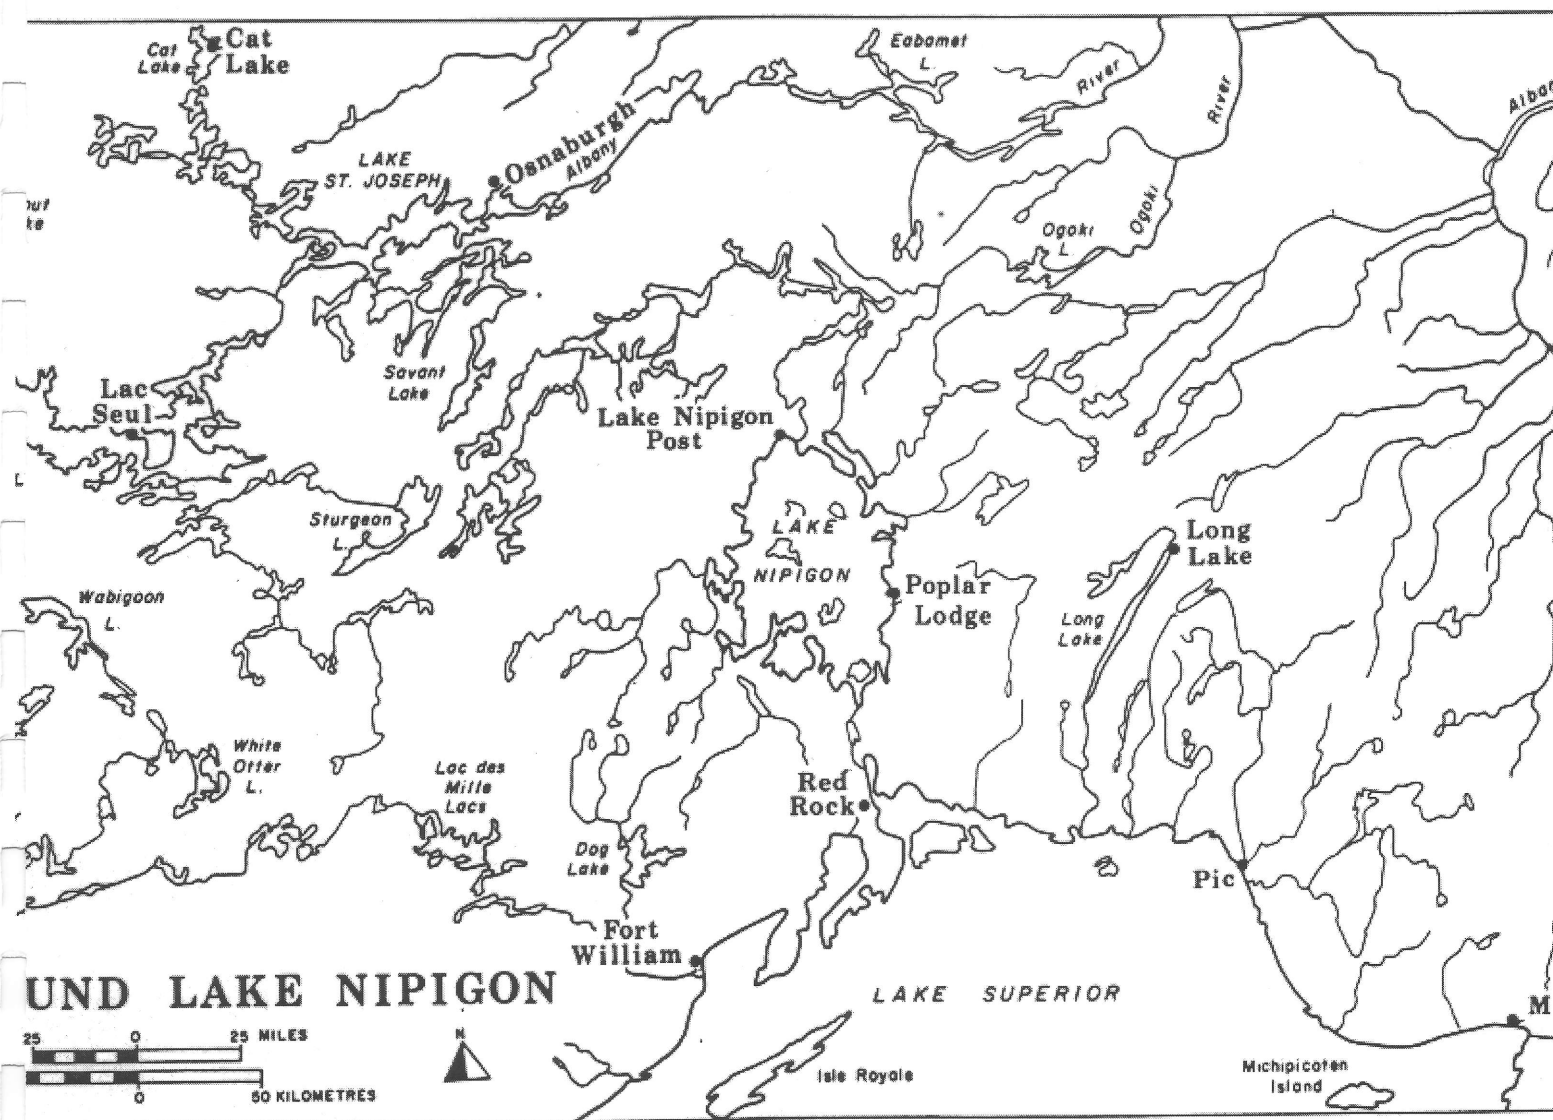 Cat
Lake
Cat
Lake
Eabamet
L.
River
River
Alban
Osnaburgh
Albany
LAKE
ST. JOSEPH
out
ke
Ogoki
L.
Ogoki
Savant
Lake
Lac
Seul
Lake Nipigon
Post
L
Sturgeon
L.
LAKE
NIPIGON
Long
Lake
Poplar
Lodge
Long
Lake
Wabigoon
L.
White
Otter
L.
Lac des
Mille
Lacs
Red
Rock
Dog
Lake
Pic
Fort
William
UND LAKE NIPIGON
LAKE SUPERIOR
M
25 0 25 MILES
0 50 KILOMETRES
N
Isle Royale
Michipicoten
Island